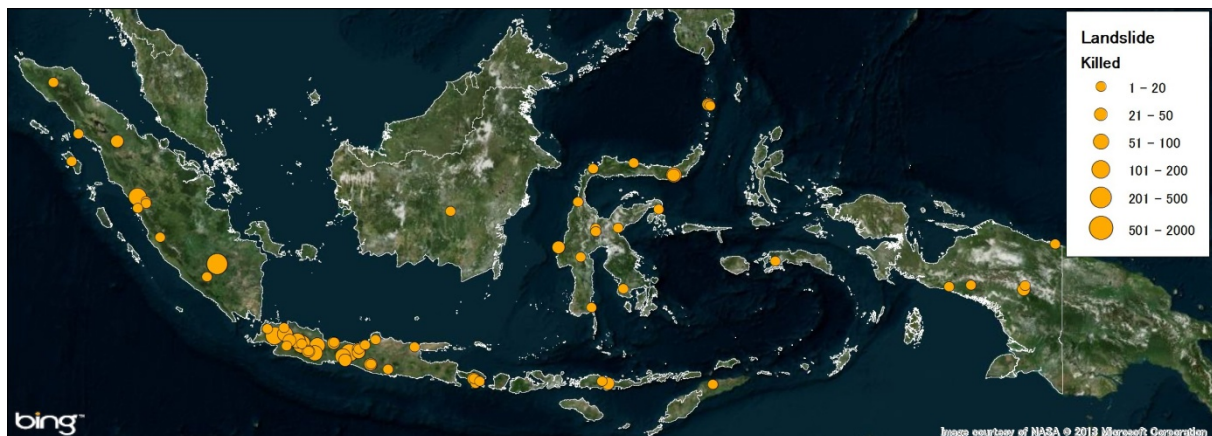 Landslide
Killed
1 - 20
21 - 50
51 - 100
101 - 200
201 - 500
501 - 2000
bing™
Image courtesy of NASA © 2013 Microsoft Corporation